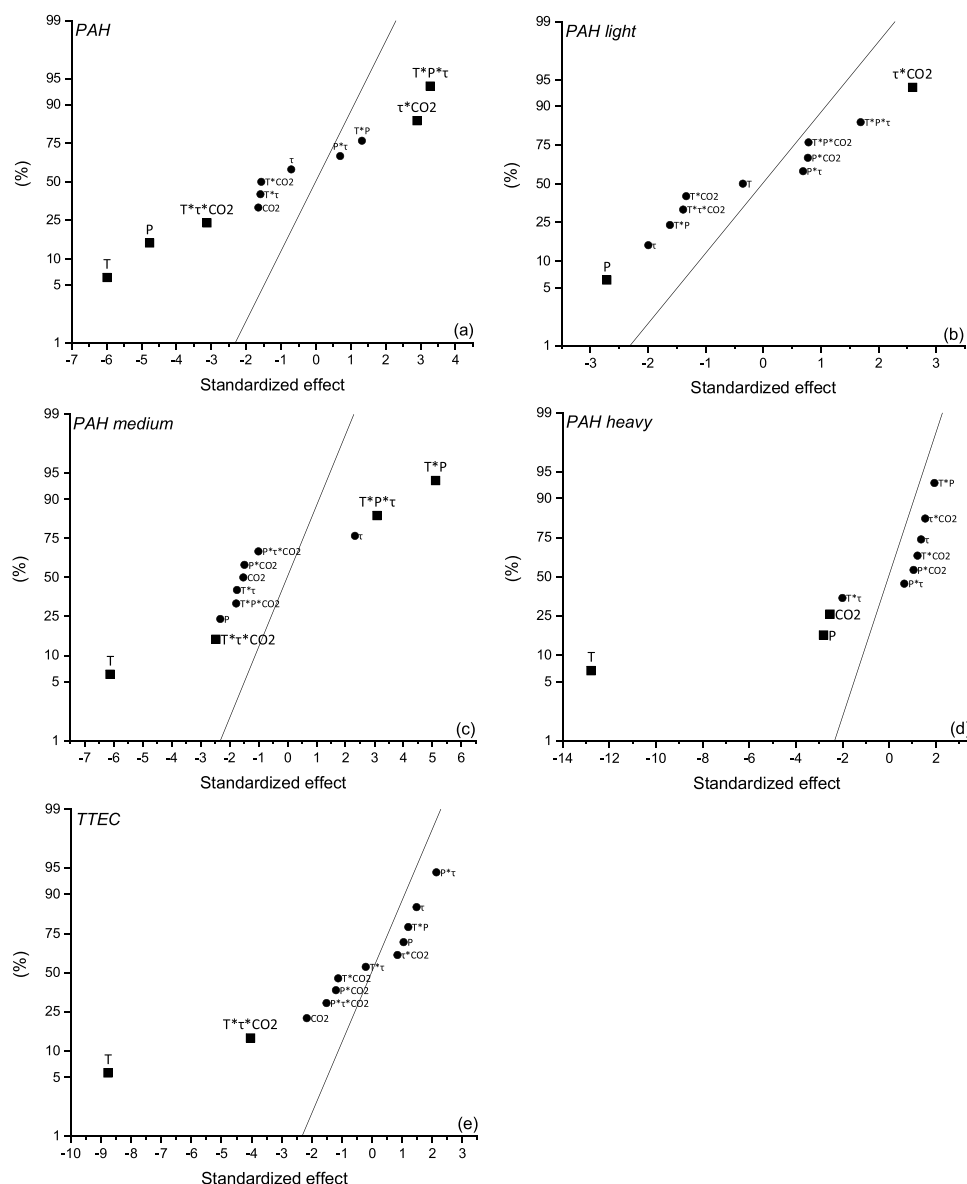 PAH
99
95
90
75
50
25
10
5
1
(%)
T*P*τ
τ*CO2
T*P
P*τ
τ
T*CO2
T*τ
CO2
T*τ*CO2
P
T
(a)
-7 -6 -5 -4 -3 -2 -1 0 1 2 3 4
Standardized effect
PAH light
99
95
90
75
50
25
10
5
1
(%)
τ*CO2
T*P*τ
T*P*CO2
P*CO2
P*τ
T
T*CO2
T*τ*CO2
T*P
τ
P
(b)
-3 -2 -1 0 1 2 3
Standardized effect
PAH medium
99
95
90
75
50
25
10
5
1
(%)
T*P
T*P*τ
τ
P*τ*CO2
P*CO2
CO2
T*τ
T*P*CO2
P
T*τ*CO2
T
(c)
-7 -6 -5 -4 -3 -2 -1 0 1 2 3 4 5 6
Standardized effect
PAH heavy
99
95
90
75
50
25
10
5
1
(%)
T*P
τ*CO2
τ
T*CO2
P*CO2
P*τ
T*τ
CO2
P
T
(d)
-14 -12 -10 -8 -6 -4 -2 0 2
Standardized effect
TTEC
99
95
90
75
50
25
10
5
1
(%)
P*τ
τ
T*P
P
τ*CO2
T*τ
T*CO2
P*CO2
P*τ*CO2
CO2
T*τ*CO2
T
(e)
-10 -9 -8 -7 -6 -5 -4 -3 -2 -1 0 1 2 3
Standardized effect